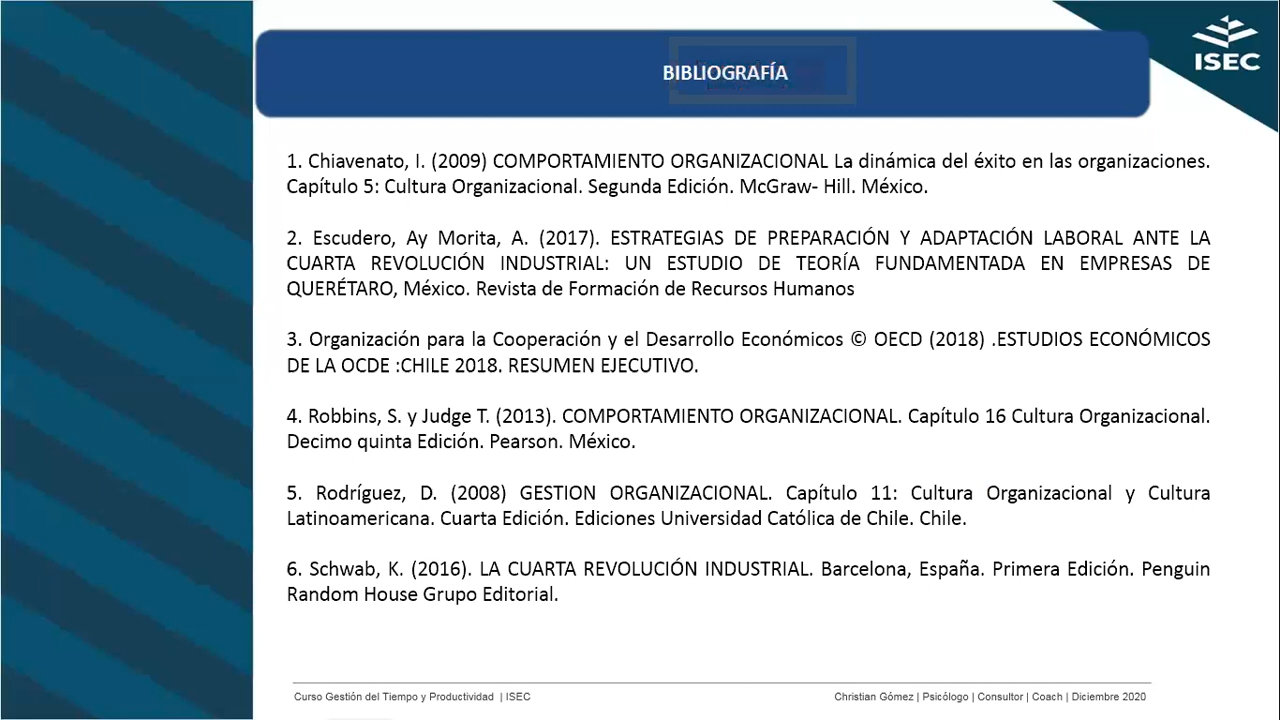 ISEC
BIBLIOGRAFÍA
1. Chiavenato, I. (2009) COMPORTAMIENTO ORGANIZACIONAL La dinámica del éxito en las organizaciones.
Capítulo 5: Cultura Organizacional. Segunda Edición. McGraw- Hill. México.
2. Escudero, Ay Morita, A. (2017). ESTRATEGIAS DE PREPARACIÓN Y ADAPTACIÓN LABORAL ANTE LA
CUARTA REVOLUCIÓN INDUSTRIAL: UN ESTUDIO DE TEORÍA FUNDAMENTADA EN EMPRESAS DE
QUERÉTARO, México. Revista de Formación de Recursos Humanos
3. Organización para la Cooperación y el Desarrollo Económicos © OECD (2018) .ESTUDIOS ECONÓMICOS
DE LA OCDE :CHILE 2018. RESUMEN EJECUTIVO.
4. Robbins, S. y Judge T. (2013). COMPORTAMIENTO ORGANIZACIONAL. Capítulo 16 Cultura Organizacional.
Decimo quinta Edición. Pearson. México.
5. Rodríguez, D. (2008) GESTION ORGANIZACIONAL. Capítulo 11: Cultura Organizacional y Cultura
Latinoamericana. Cuarta Edición. Ediciones Universidad Católica de Chile. Chile.
6. Schwab, K. (2016). LA CUARTA REVOLUCIÓN INDUSTRIAL. Barcelona, España. Primera Edición. Penguin
Random House Grupo Editorial.
Curso Gestión del Tiempo y Productividad | ISEC
Christian Gómez | Psicólogo | Consultor | Coach | Diciembre 2020